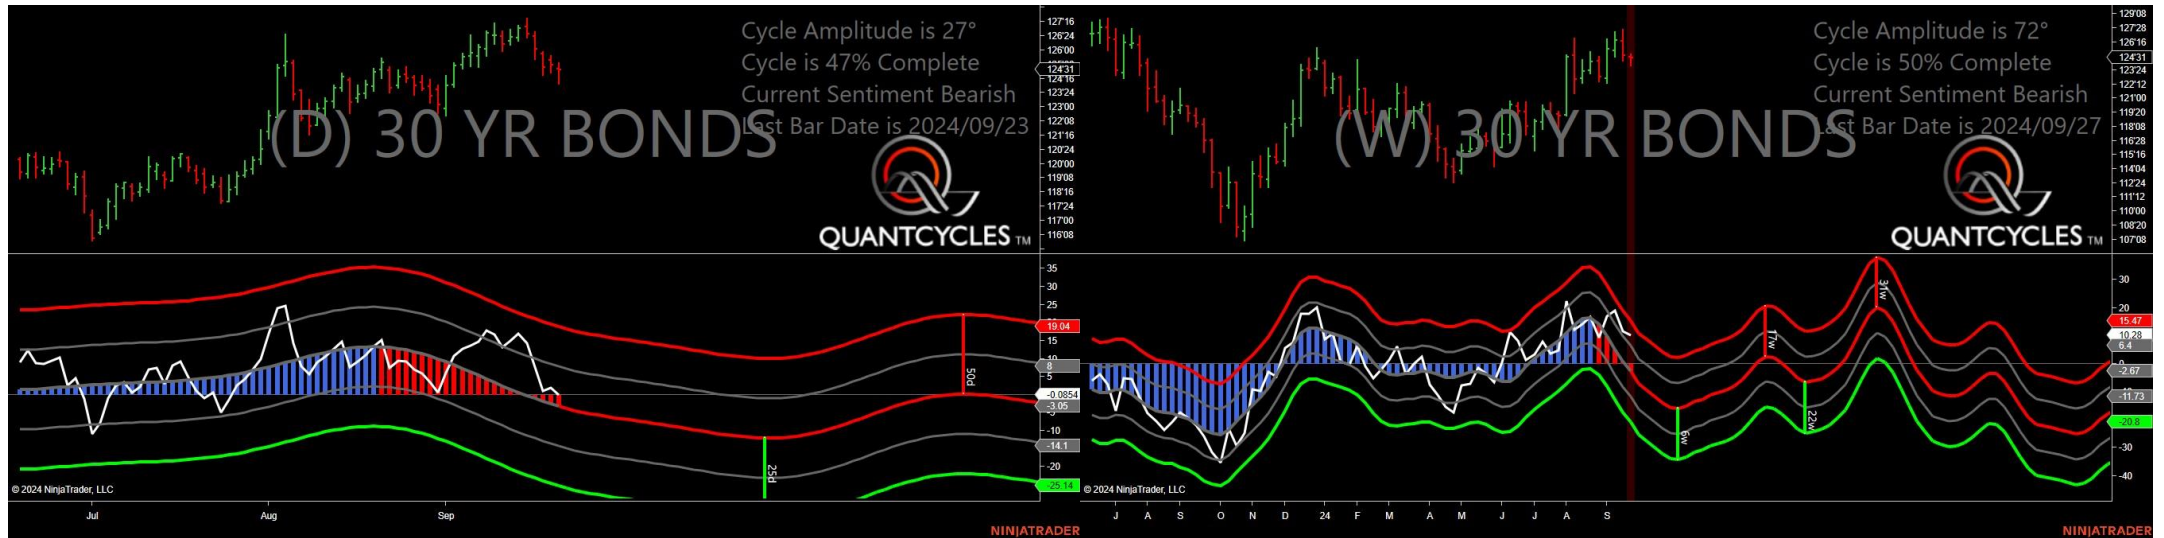 Cycle Amplitude is 27°
Cycle is 47% Complete
Current Sentiment Bearish
Last Bar Date is 2024/09/23
(D) 30 YR BONDS
QUANTCYCLES TM
127'16
126'24
126'00
124'31
124'16
123'24
123'00
122'08
121'16
120'24
120'00
119'08
118'16
117'24
117'00
116'08
35
30
25
19.04
15
10
8
5
-0.0854
-3.05
-10
-14.1
-20
-25.14
50d
25d
© 2024 NinjaTrader, LLC
Jul
Aug
Sep
NINJATRADER
Cycle Amplitude is 72°
Cycle is 50% Complete
Current Sentiment Bearish
Last Bar Date is 2024/09/27
(W) 30 YR BONDS
QUANTCYCLES TM
129'08
127'28
126'16
124'31
123'24
122'12
121'00
119'20
118'08
116'28
115'16
114'04
112'24
111'12
110'00
108'20
107'08
30
20
15.47
10.28
6.4
-2.67
-11.73
-20.8
-30
-40
6w
17w
22w
31w
© 2024 NinjaTrader, LLC
J A S O N D 24 F M A M J J A S
NINJATRADER